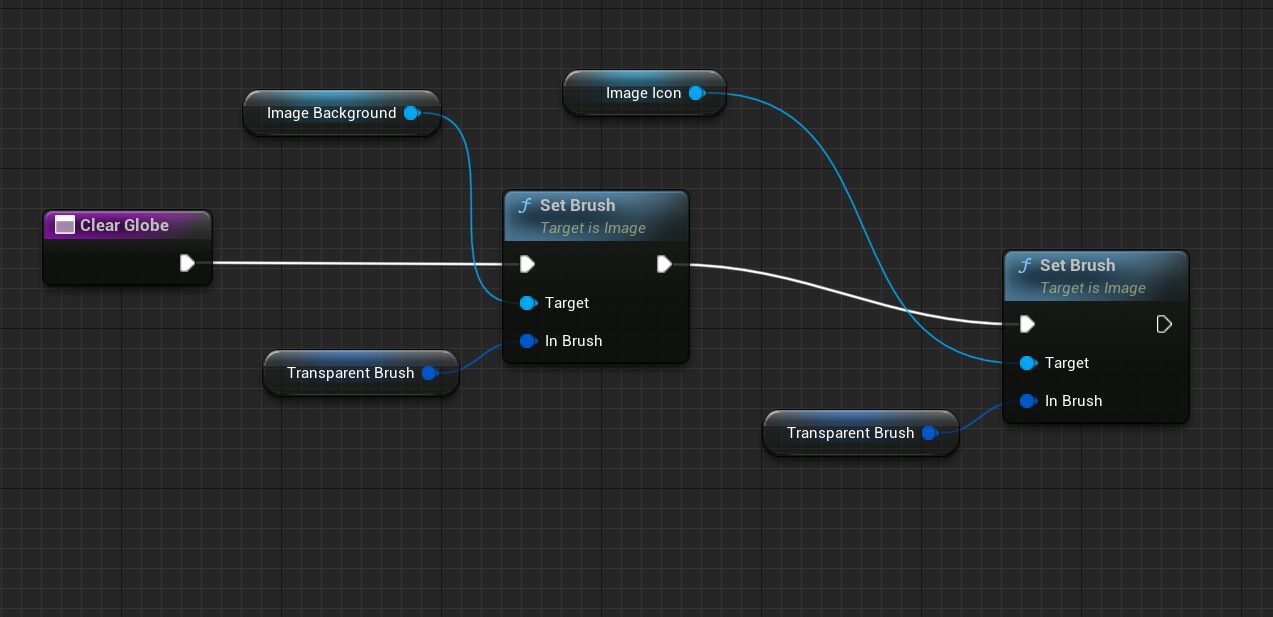 Image Icon
Image Background
Clear Globe
f Set Brush
Target is Image
Target
In Brush
Transparent Brush
f Set Brush
Target is Image
Target
In Brush
Transparent Brush